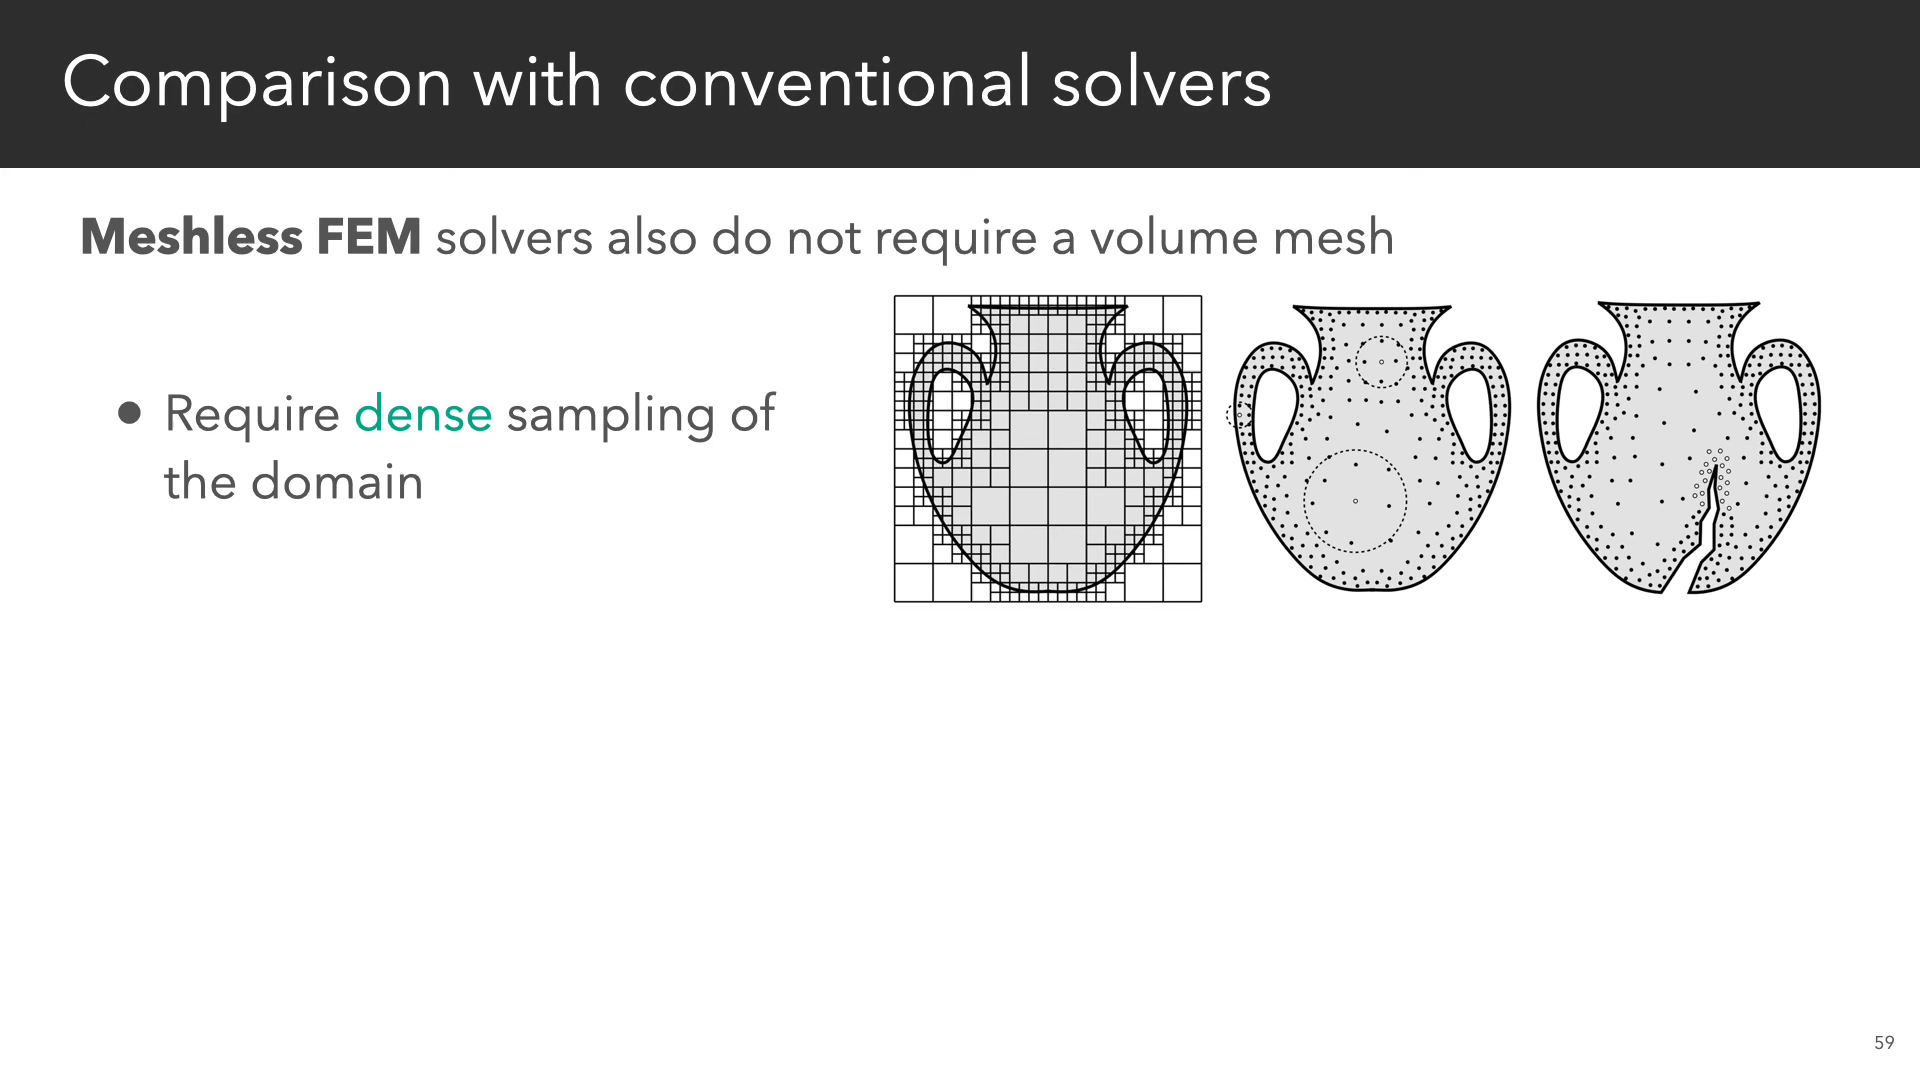 Comparison with conventional solvers
Meshless FEM solvers also do not require a volume mesh
● Require dense sampling of
the domain
59